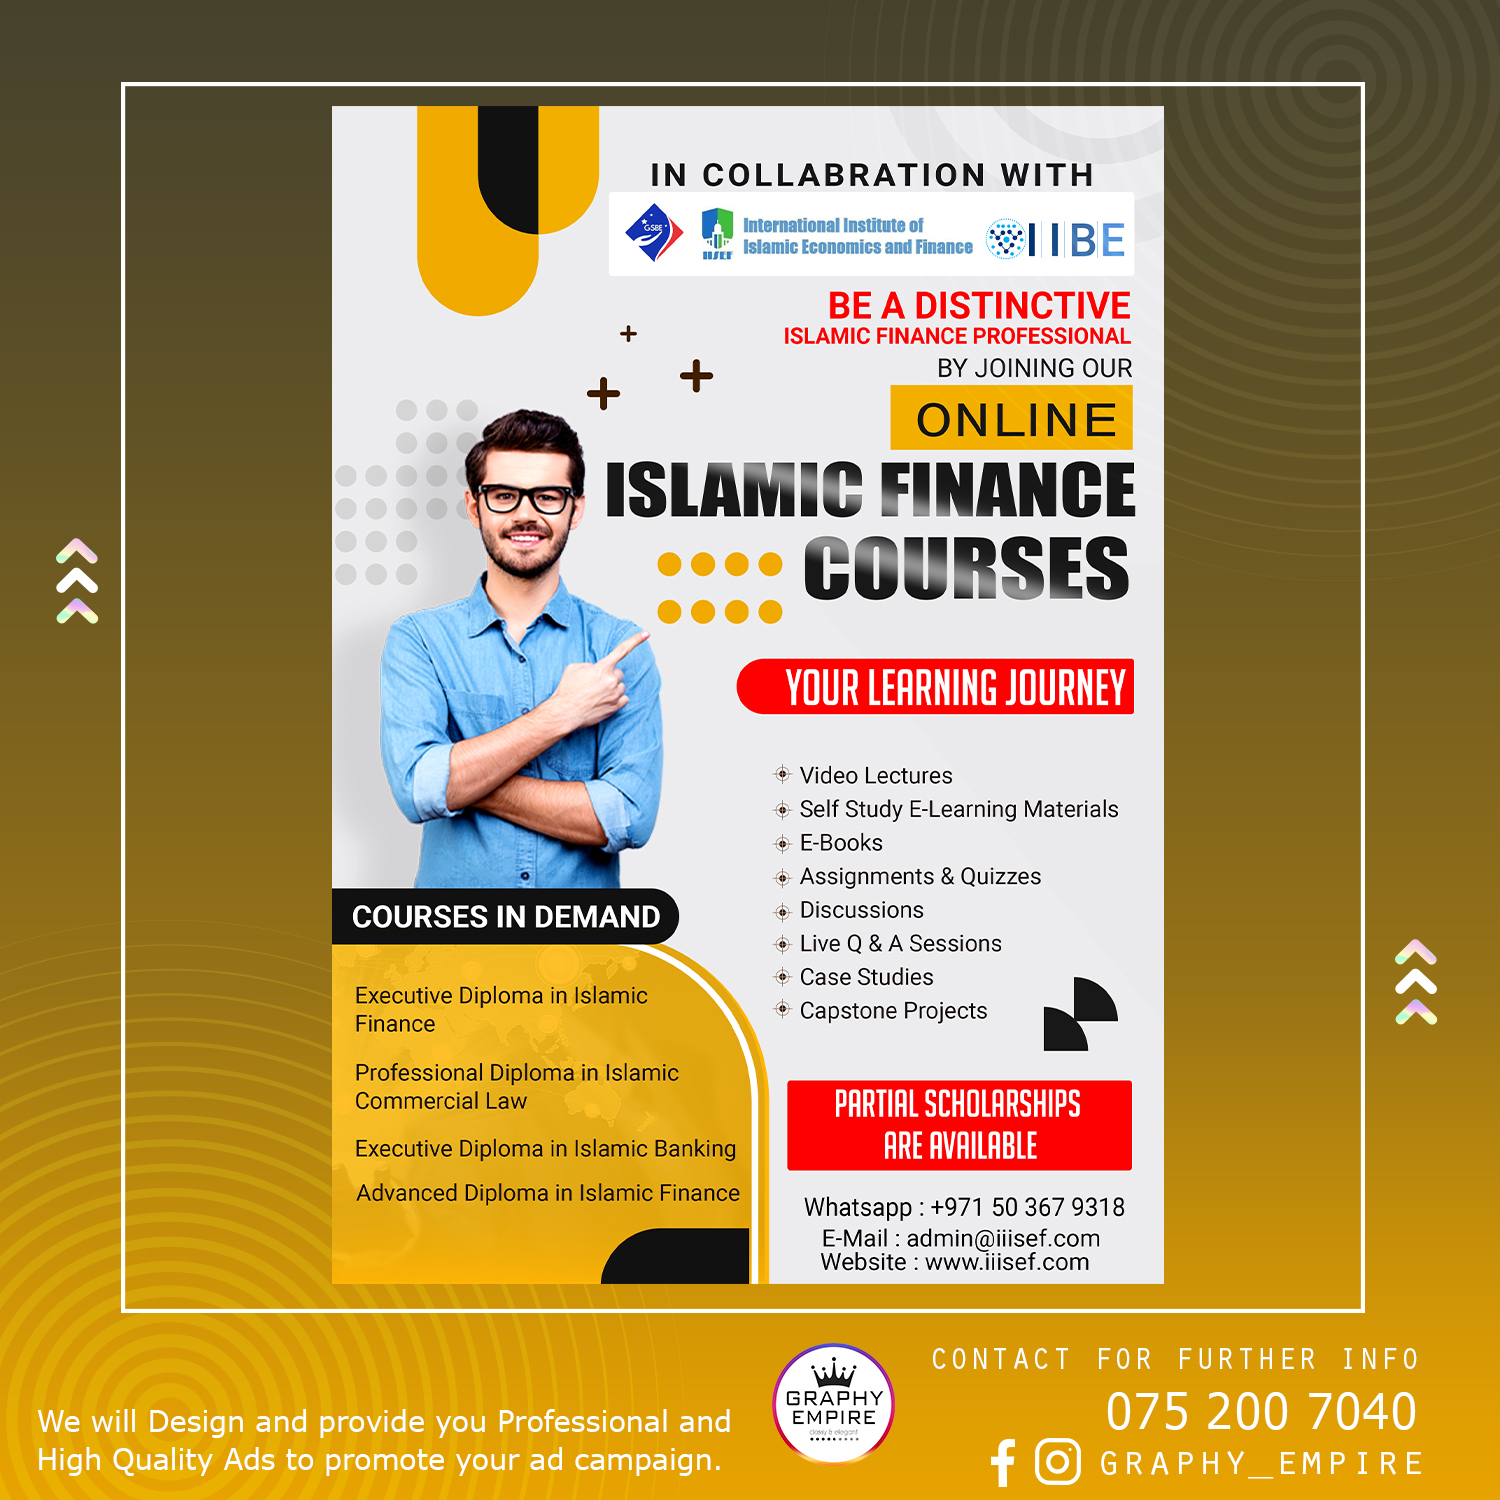 IN COLLABRATION WITH
GSBE
IISEF
International Institute of
Islamic Economics and Finance
IIBE
BE A DISTINCTIVE
ISLAMIC FINANCE PROFESSIONAL
BY JOINING OUR
ONLINE
ISLAMIC FINANCE
COURSES
YOUR LEARNING JOURNEY
Video Lectures
Self Study E-Learning Materials
E-Books
Assignments & Quizzes
Discussions
Live Q & A Sessions
Case Studies
Capstone Projects
COURSES IN DEMAND
Executive Diploma in Islamic
Finance
Professional Diploma in Islamic
Commercial Law
Executive Diploma in Islamic Banking
Advanced Diploma in Islamic Finance
PARTIAL SCHOLARSHIPS
ARE AVAILABLE
Whatsapp : +971 50 367 9318
E-Mail : admin@iiisef.com
Website : www.iiisef.com
We will Design and provide you Professional and
High Quality Ads to promote your ad campaign.
GRAPHY
EMPIRE
classy & elegant
CONTACT FOR FURTHER INFO
075 200 7040
GRAPHY_EMPIRE